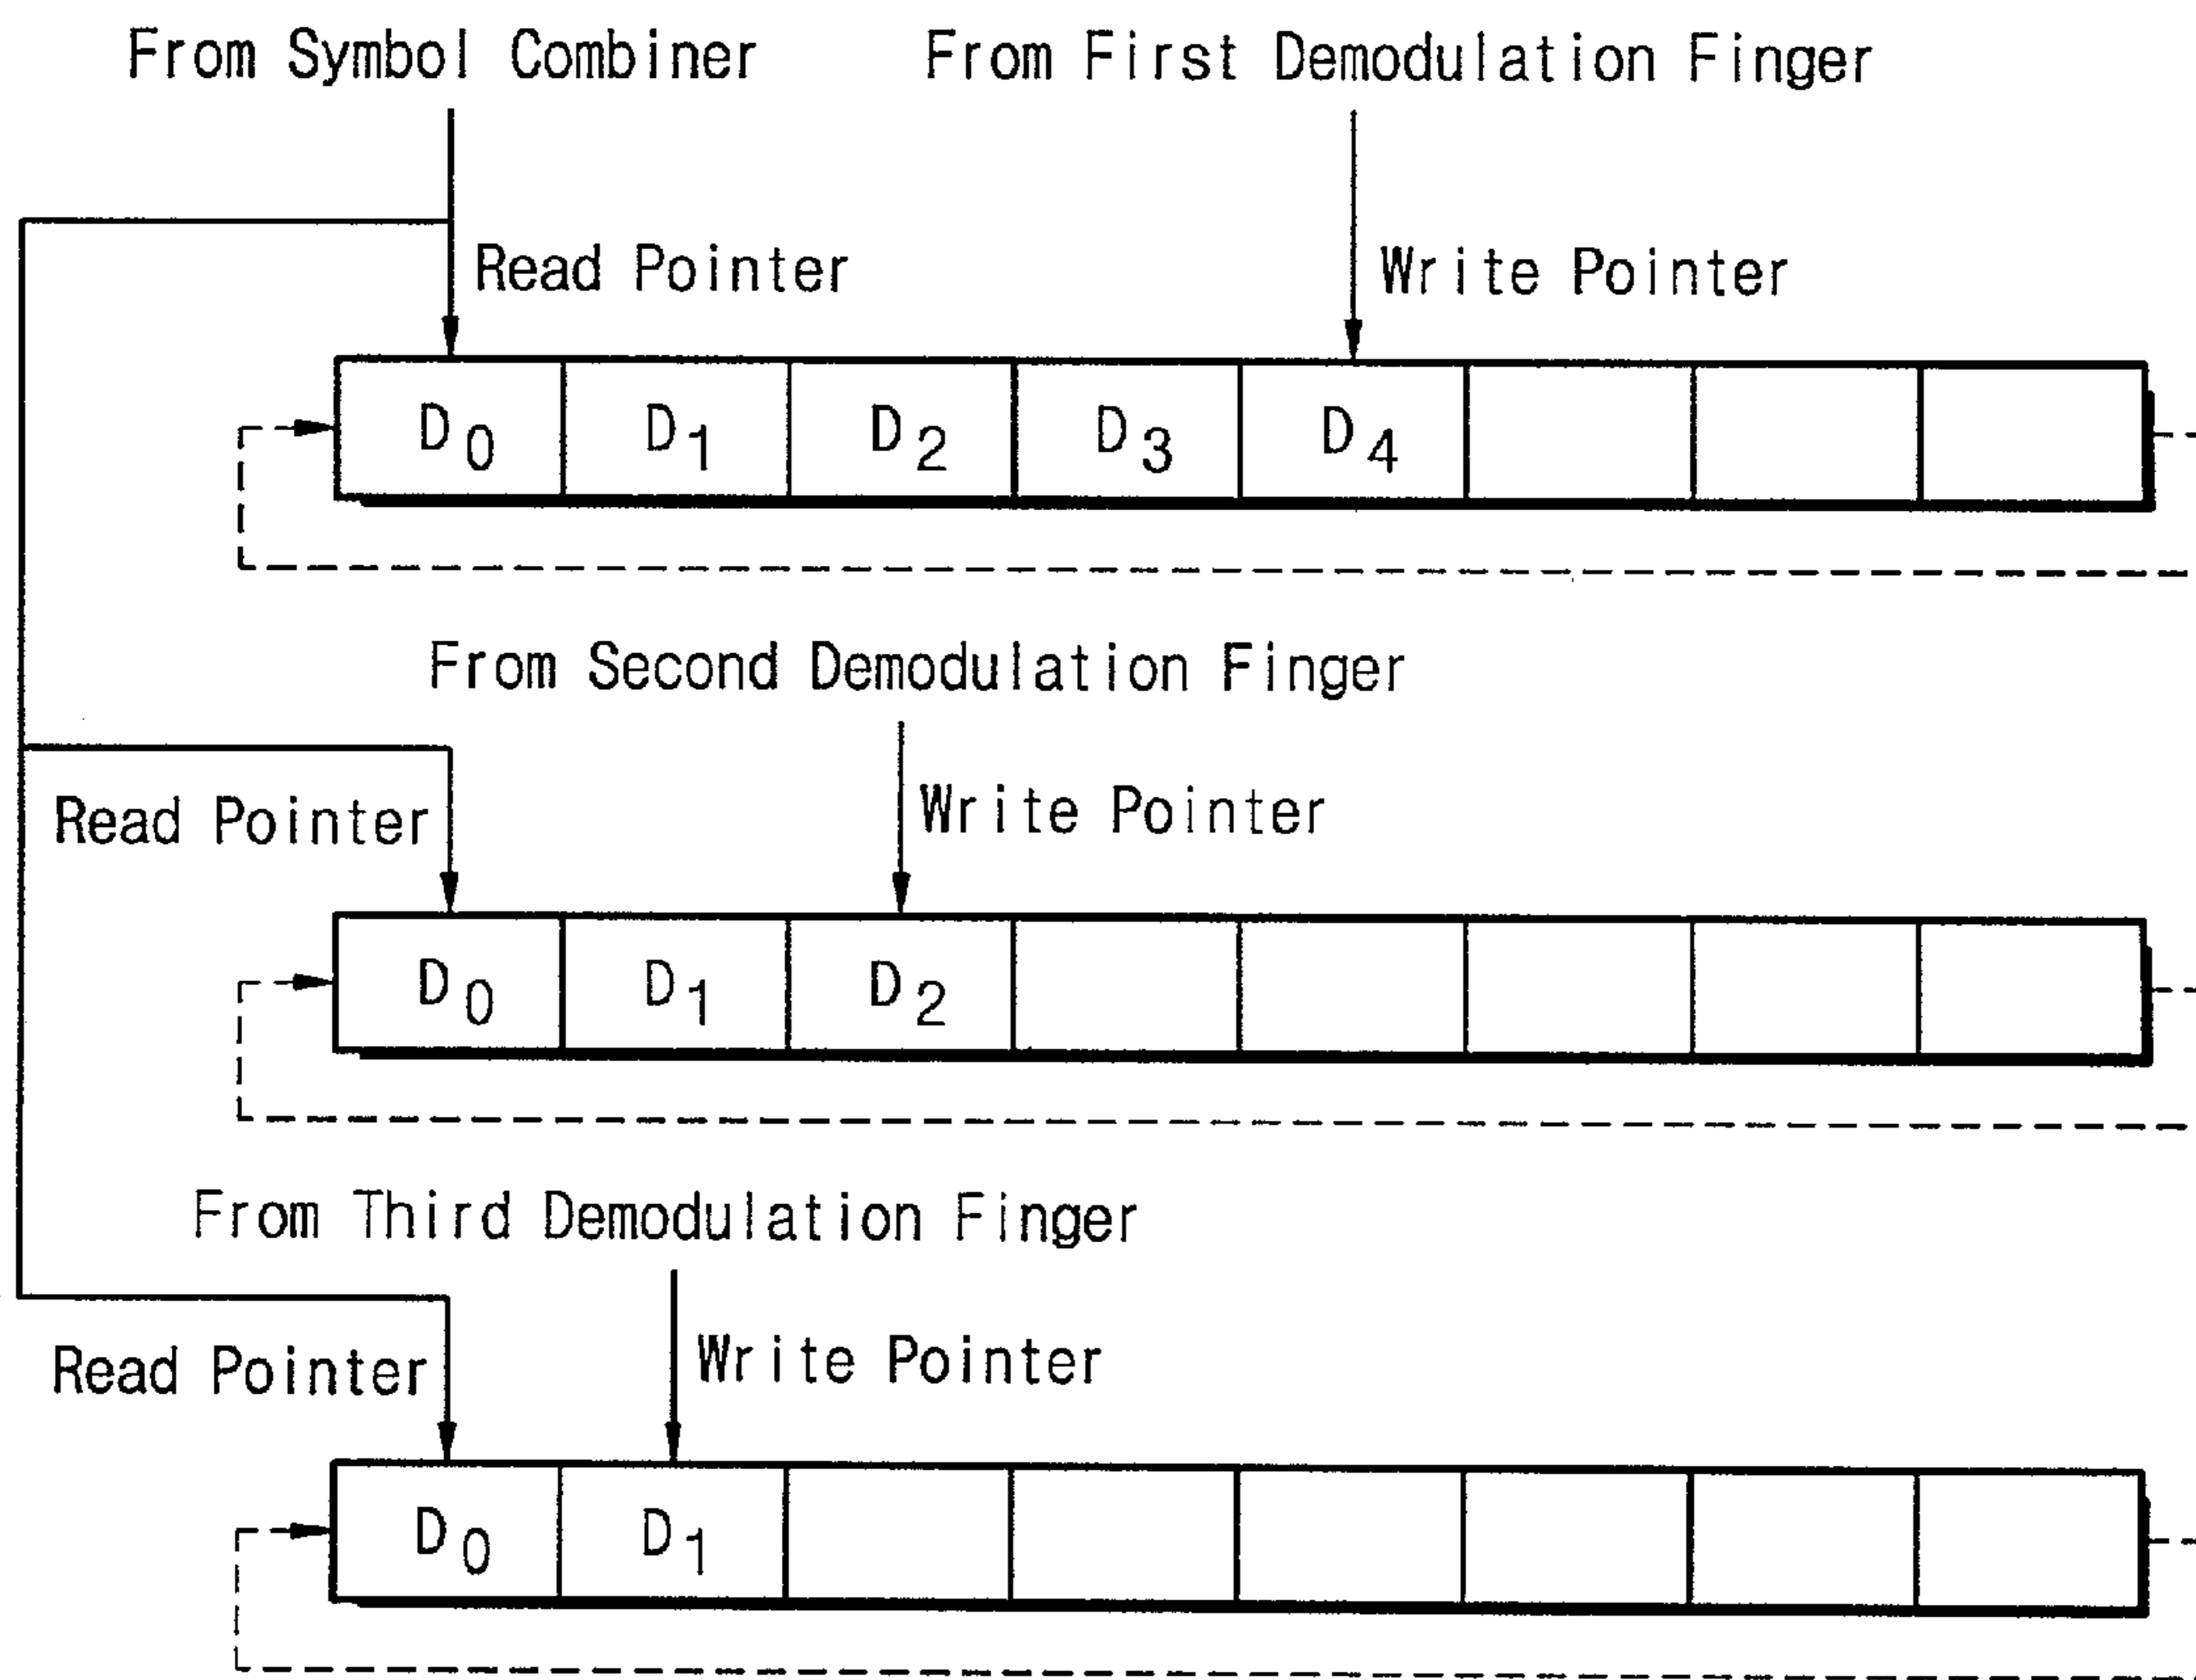 From Symbol Combiner From First Demodulation Finger
Read Pointer Write Pointer
D0 D1 D2 D3 D4
From Second Demodulation Finger
Read Pointer Write Pointer
D0 D1 D2
From Third Demodulation Finger
Read Pointer Write Pointer
D0 D1